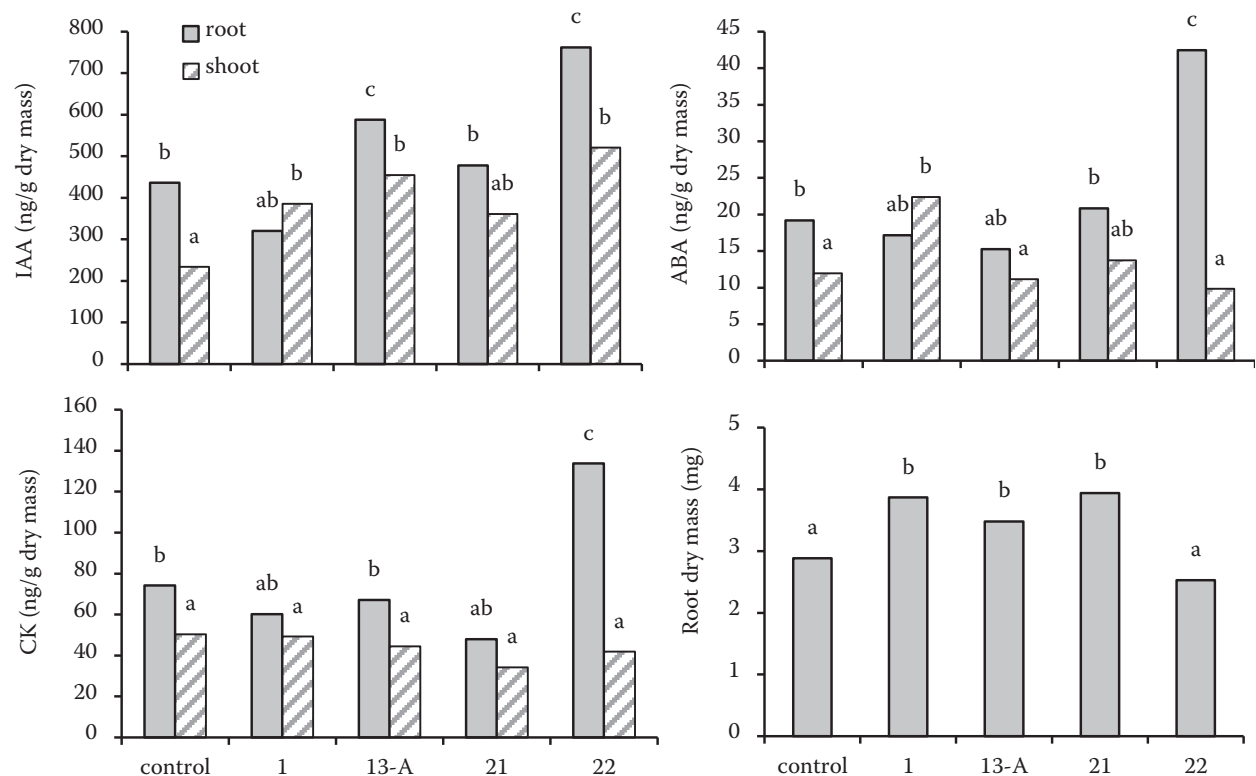 IAA (ng/g dry mass)
800
700
600
500
400
300
200
100
0
root
shoot
b
a
ab
b
c
b
b
ab
c
b
ABA (ng/g dry mass)
45
40
35
30
25
20
15
10
5
0
b
a
ab
b
ab
a
b
ab
c
a
CK (ng/g dry mass)
160
140
120
100
80
60
40
20
0
b
a
ab
a
b
a
ab
a
c
a
control 1 13-A 21 22
Root dry mass (mg)
5
4
3
2
1
0
a
b
b
b
a
control 1 13-A 21 22